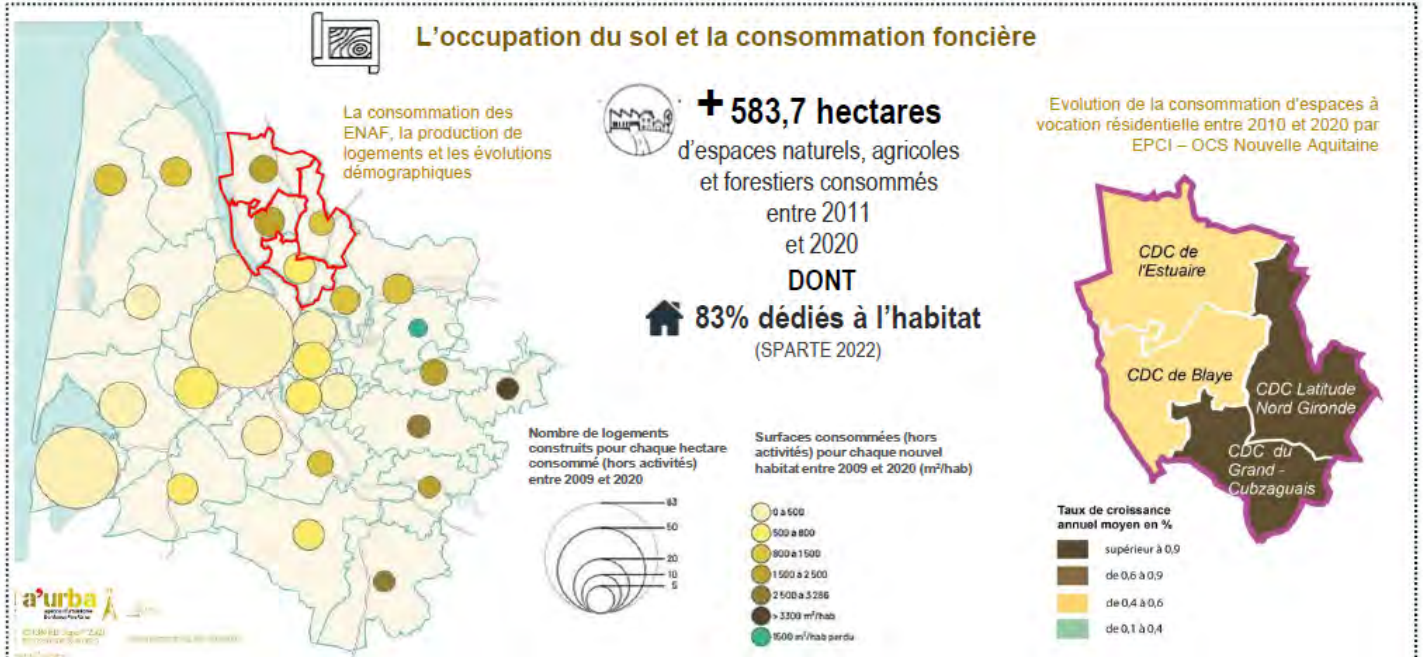 L'occupation du sol et la consommation foncière
La consommation des
ENAF, la production de
logements et les évolutions
démographiques
+ 583,7 hectares
d'espaces naturels, agricoles
et forestiers consommés
entre 2011
et 2020
DONT
83% dédiés à l'habitat
(SPARTE 2022)
Evolution de la consommation d'espaces à
vocation résidentielle entre 2010 et 2020 par
EPCI – OCS Nouvelle Aquitaine
CDC de
l'Estuaire
CDC de Blaye
CDC Latitude
Nord Gironde
CDC du
Grand -
Cubzaguais
Nombre de logements
construits pour chaque hectare
consommé (hors activités)
entre 2009 et 2020
63
50
20
10
5
Surfaces consommées (hors
activités) pour chaque nouvel
habitat entre 2009 et 2020 (m²/hab)
0 à 500
500 à 800
800 à 1500
1 500 à 2 500
2 500 à 3 286
> 3300 m²/hab
1500 m²/hab perdu
Taux de croissance
annuel moyen en %
supérieur à 0,9
de 0,6 à 0,9
de 0,4 à 0,6
de 0,1 à 0,4
a'urba